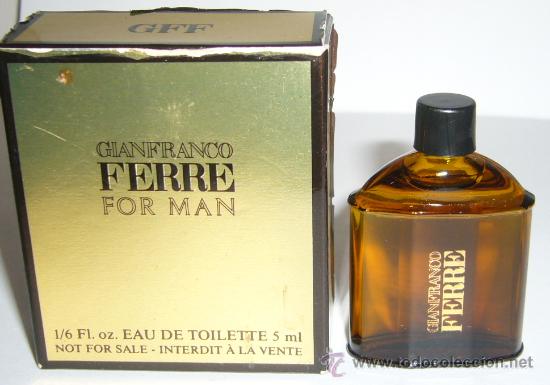 GFF
GIANFRANCO
FERRE
FOR MAN
1/6 Fl. oz. EAU DE TOILETTE 5 ml
NOT FOR SALE - INTERDIT À LA VENTE
GIANFRANCO
FERRE
www.todocoleccion.net